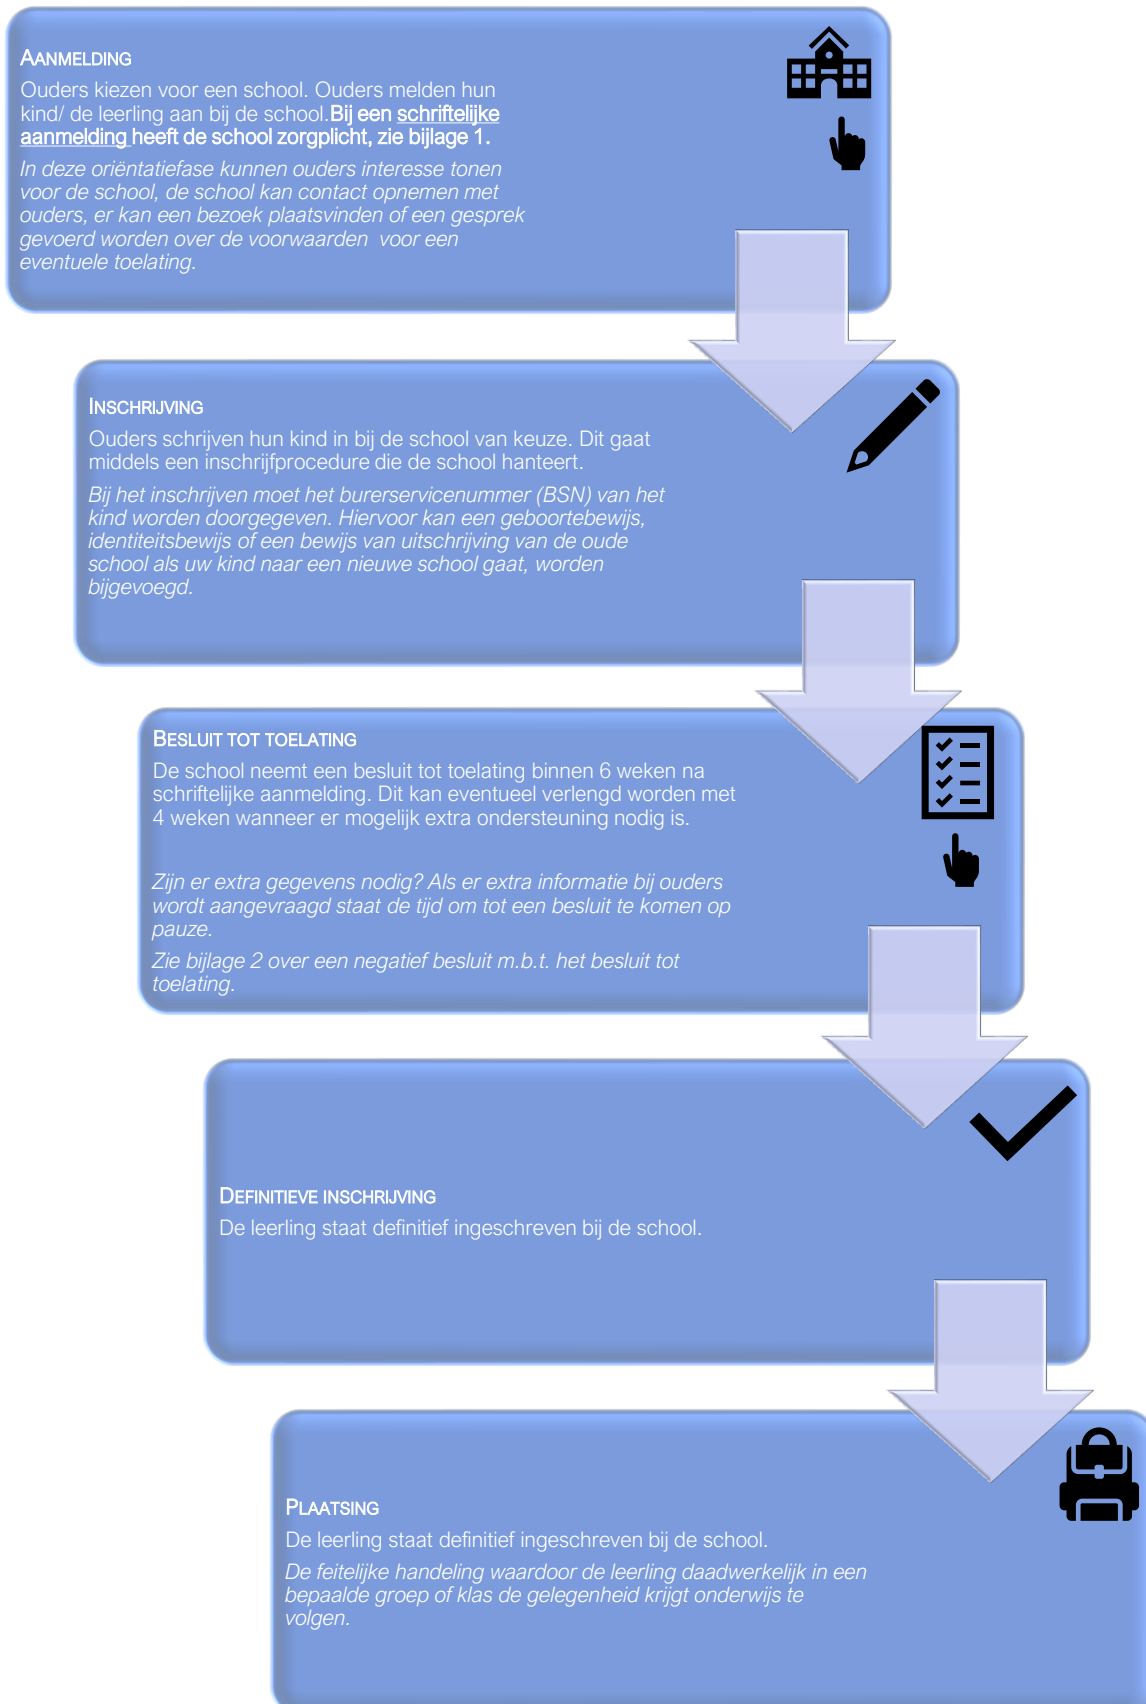 AANMELDING
Ouders kiezen voor een school. Ouders melden hun
kind/ de leerling aan bij de school.Bij een schriftelijke
aanmelding heeft de school zorgplicht, zie bijlage 1.
In deze oriëntatiefase kunnen ouders interesse tonen
voor de school, de school kan contact opnemen met
ouders, er kan een bezoek plaatsvinden of een gesprek
gevoerd worden over de voorwaarden  voor een
eventuele toelating.
INSCHRIJVING
Ouders schrijven hun kind in bij de school van keuze. Dit gaat
middels een inschrijfprocedure die de school hanteert.
Bij het inschrijven moet het burerservicenummer (BSN) van het
kind worden doorgegeven. Hiervoor kan een geboortebewijs,
identiteitsbewijs of een bewijs van uitschrijving van de oude
school als uw kind naar een nieuwe school gaat, worden
bijgevoegd.
BESLUIT TOT TOELATING
De school neemt een besluit tot toelating binnen 6 weken na
schriftelijke aanmelding. Dit kan eventueel verlengd worden met
4 weken wanneer er mogelijk extra ondersteuning nodig is.
Zijn er extra gegevens nodig? Als er extra informatie bij ouders
wordt aangevraagd staat de tijd om tot een besluit te komen op
pauze.
Zie bijlage 2 over een negatief besluit m.b.t. het besluit tot
toelating.
DEFINITIEVE INSCHRIJVING
De leerling staat definitief ingeschreven bij de school.
PLAATSING
De leerling staat definitief ingeschreven bij de school.
De feitelijke handeling waardoor de leerling daadwerkelijk in een
bepaalde groep of klas de gelegenheid krijgt onderwijs te
volgen.